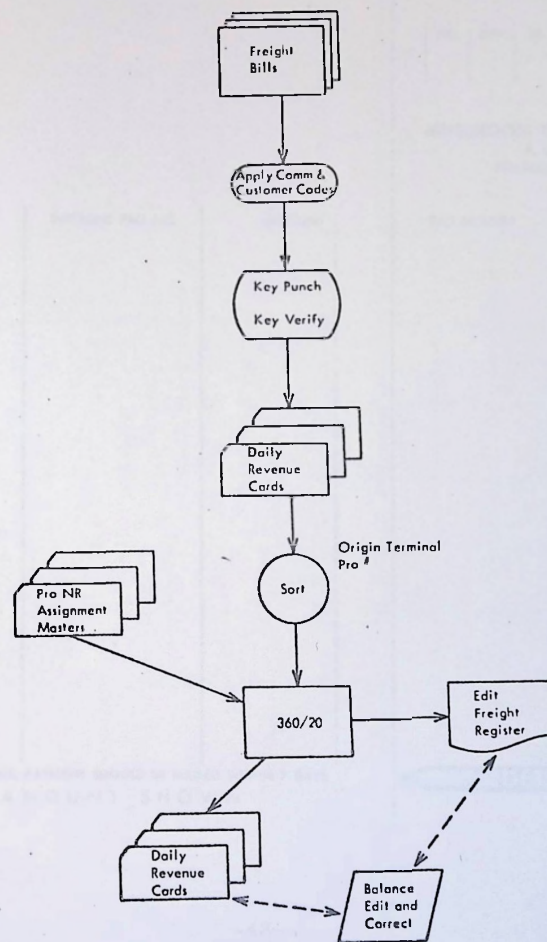 Freight
Bills
Apply Comm &
Customer Codes
Key Punch
Key Verify
Daily
Revenue
Cards
Origin Terminal
Pro #
Sort
Pro NR
Assignment
Masters
360/20
Edit
Freight
Register
Daily
Revenue
Cards
Balance
Edit and
Correct